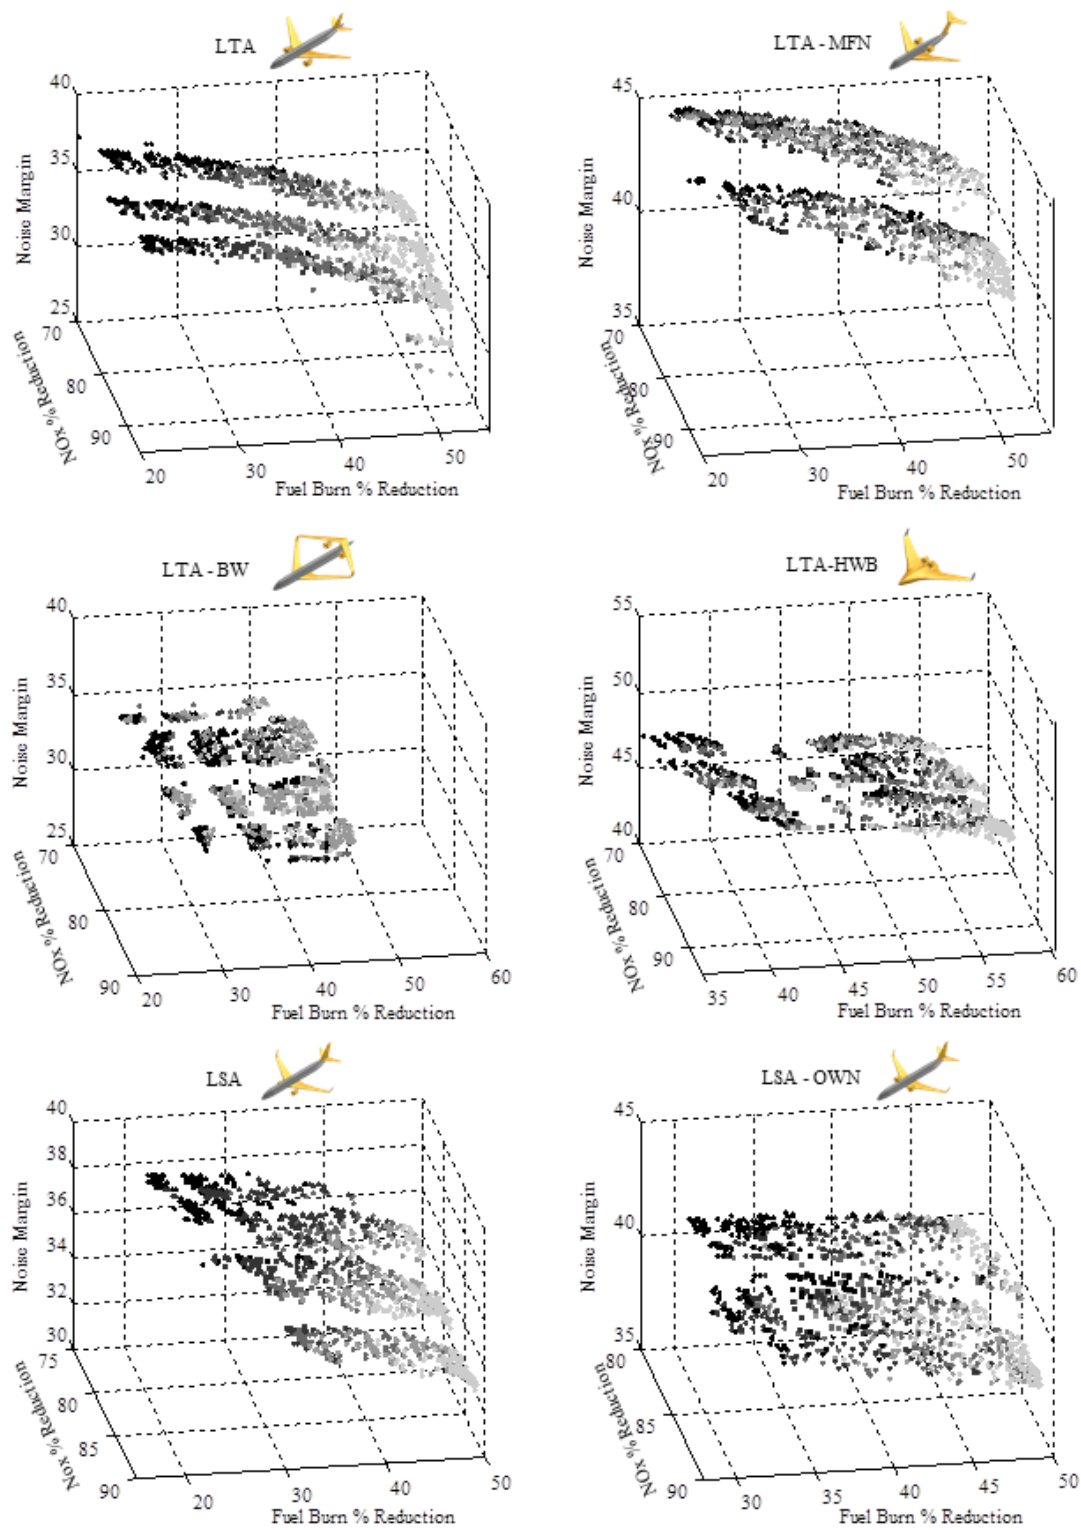 LTA
40
35
30
25
Noise Margin
70
80
90
NOx % Reduction
20
30
40
50
Fuel Burn % Reduction
LTA - MFN
45
40
35
Noise Margin
70
80
90
NOx % Reduction
20
30
40
50
Fuel Burn % Reduction
LTA - BW
40
35
30
25
Noise Margin
70
80
90
NOx % Reduction
20
30
40
50
60
Fuel Burn % Reduction
LTA-HWB
55
50
45
40
Noise Margin
70
80
90
NOx % Reduction
35
40
45
50
55
60
Fuel Burn % Reduction
LSA
40
38
36
34
32
30
Noise Margin
75
80
85
90
Nox % Reduction
20
30
40
50
Fuel Burn % Reduction
LSA - OWN
45
40
35
Noise Margin
80
85
90
NOx % Reduction
30
35
40
45
50
Fuel Burn % Reduction